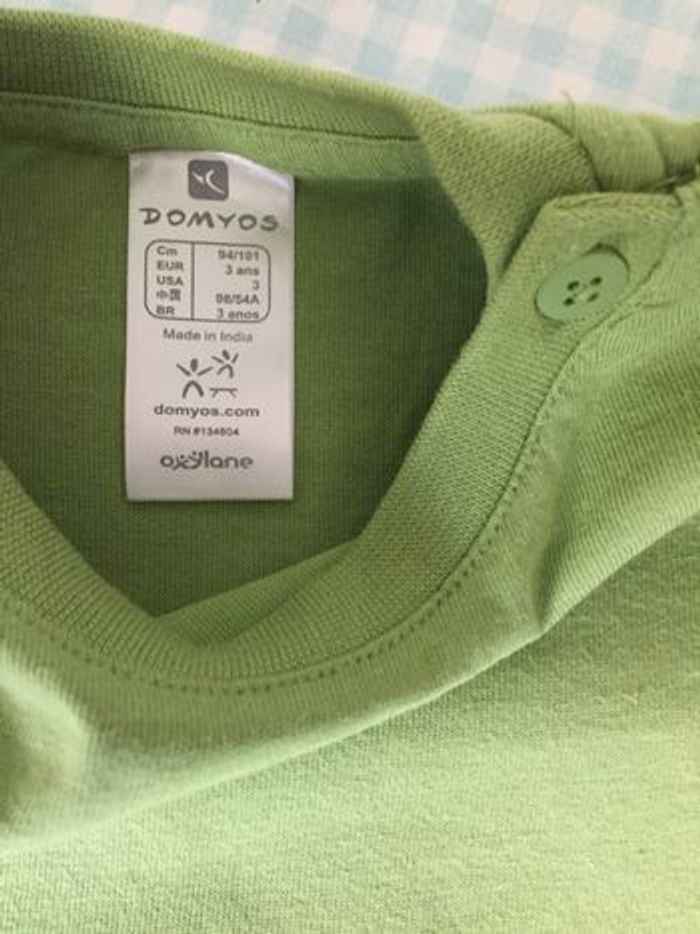 DOMYOS
Cm 94/101
EUR 3 ans
USA 3
中国 98/54A
BR 3 anos
Made in India
domyos.com
RN #134604
oxylane